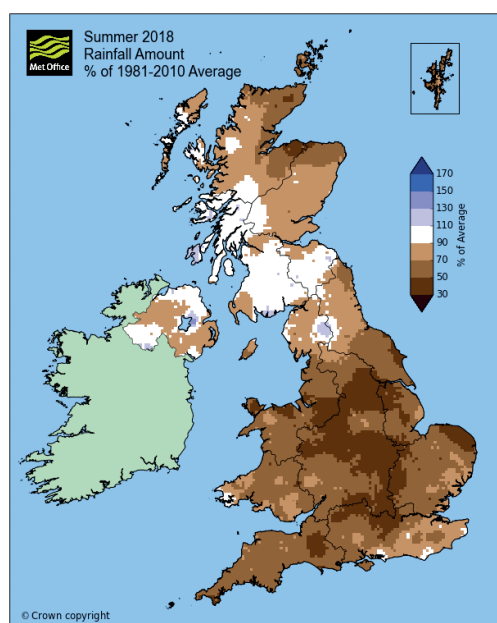 Met Office
Summer 2018
Rainfall Amount
% of 1981-2010 Average
170
150
130
110
90
70
50
30
% of Average
© Crown copyright